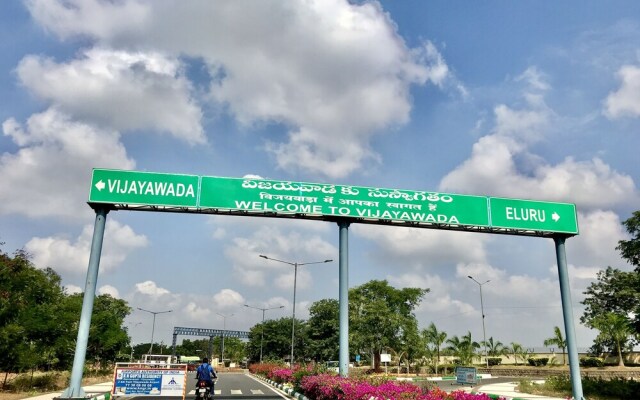 VIJAYAWADA
విజయవాడ కు సుస్వాగతం
विजयवाड़ा में आपका स्वागत हैं
WELCOME TO VIJAYAWADA
ELURU